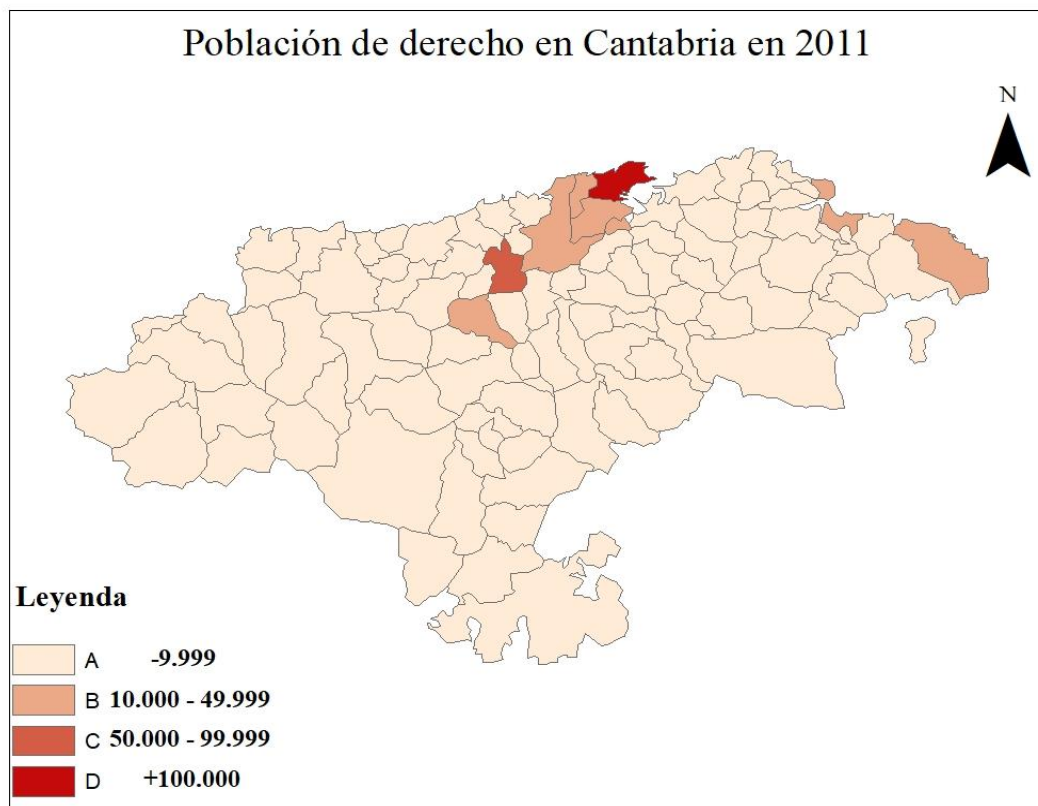 Población de derecho en Cantabria en 2011
N
Leyenda
A -9.999
B 10.000 - 49.999
C 50.000 - 99.999
D +100.000